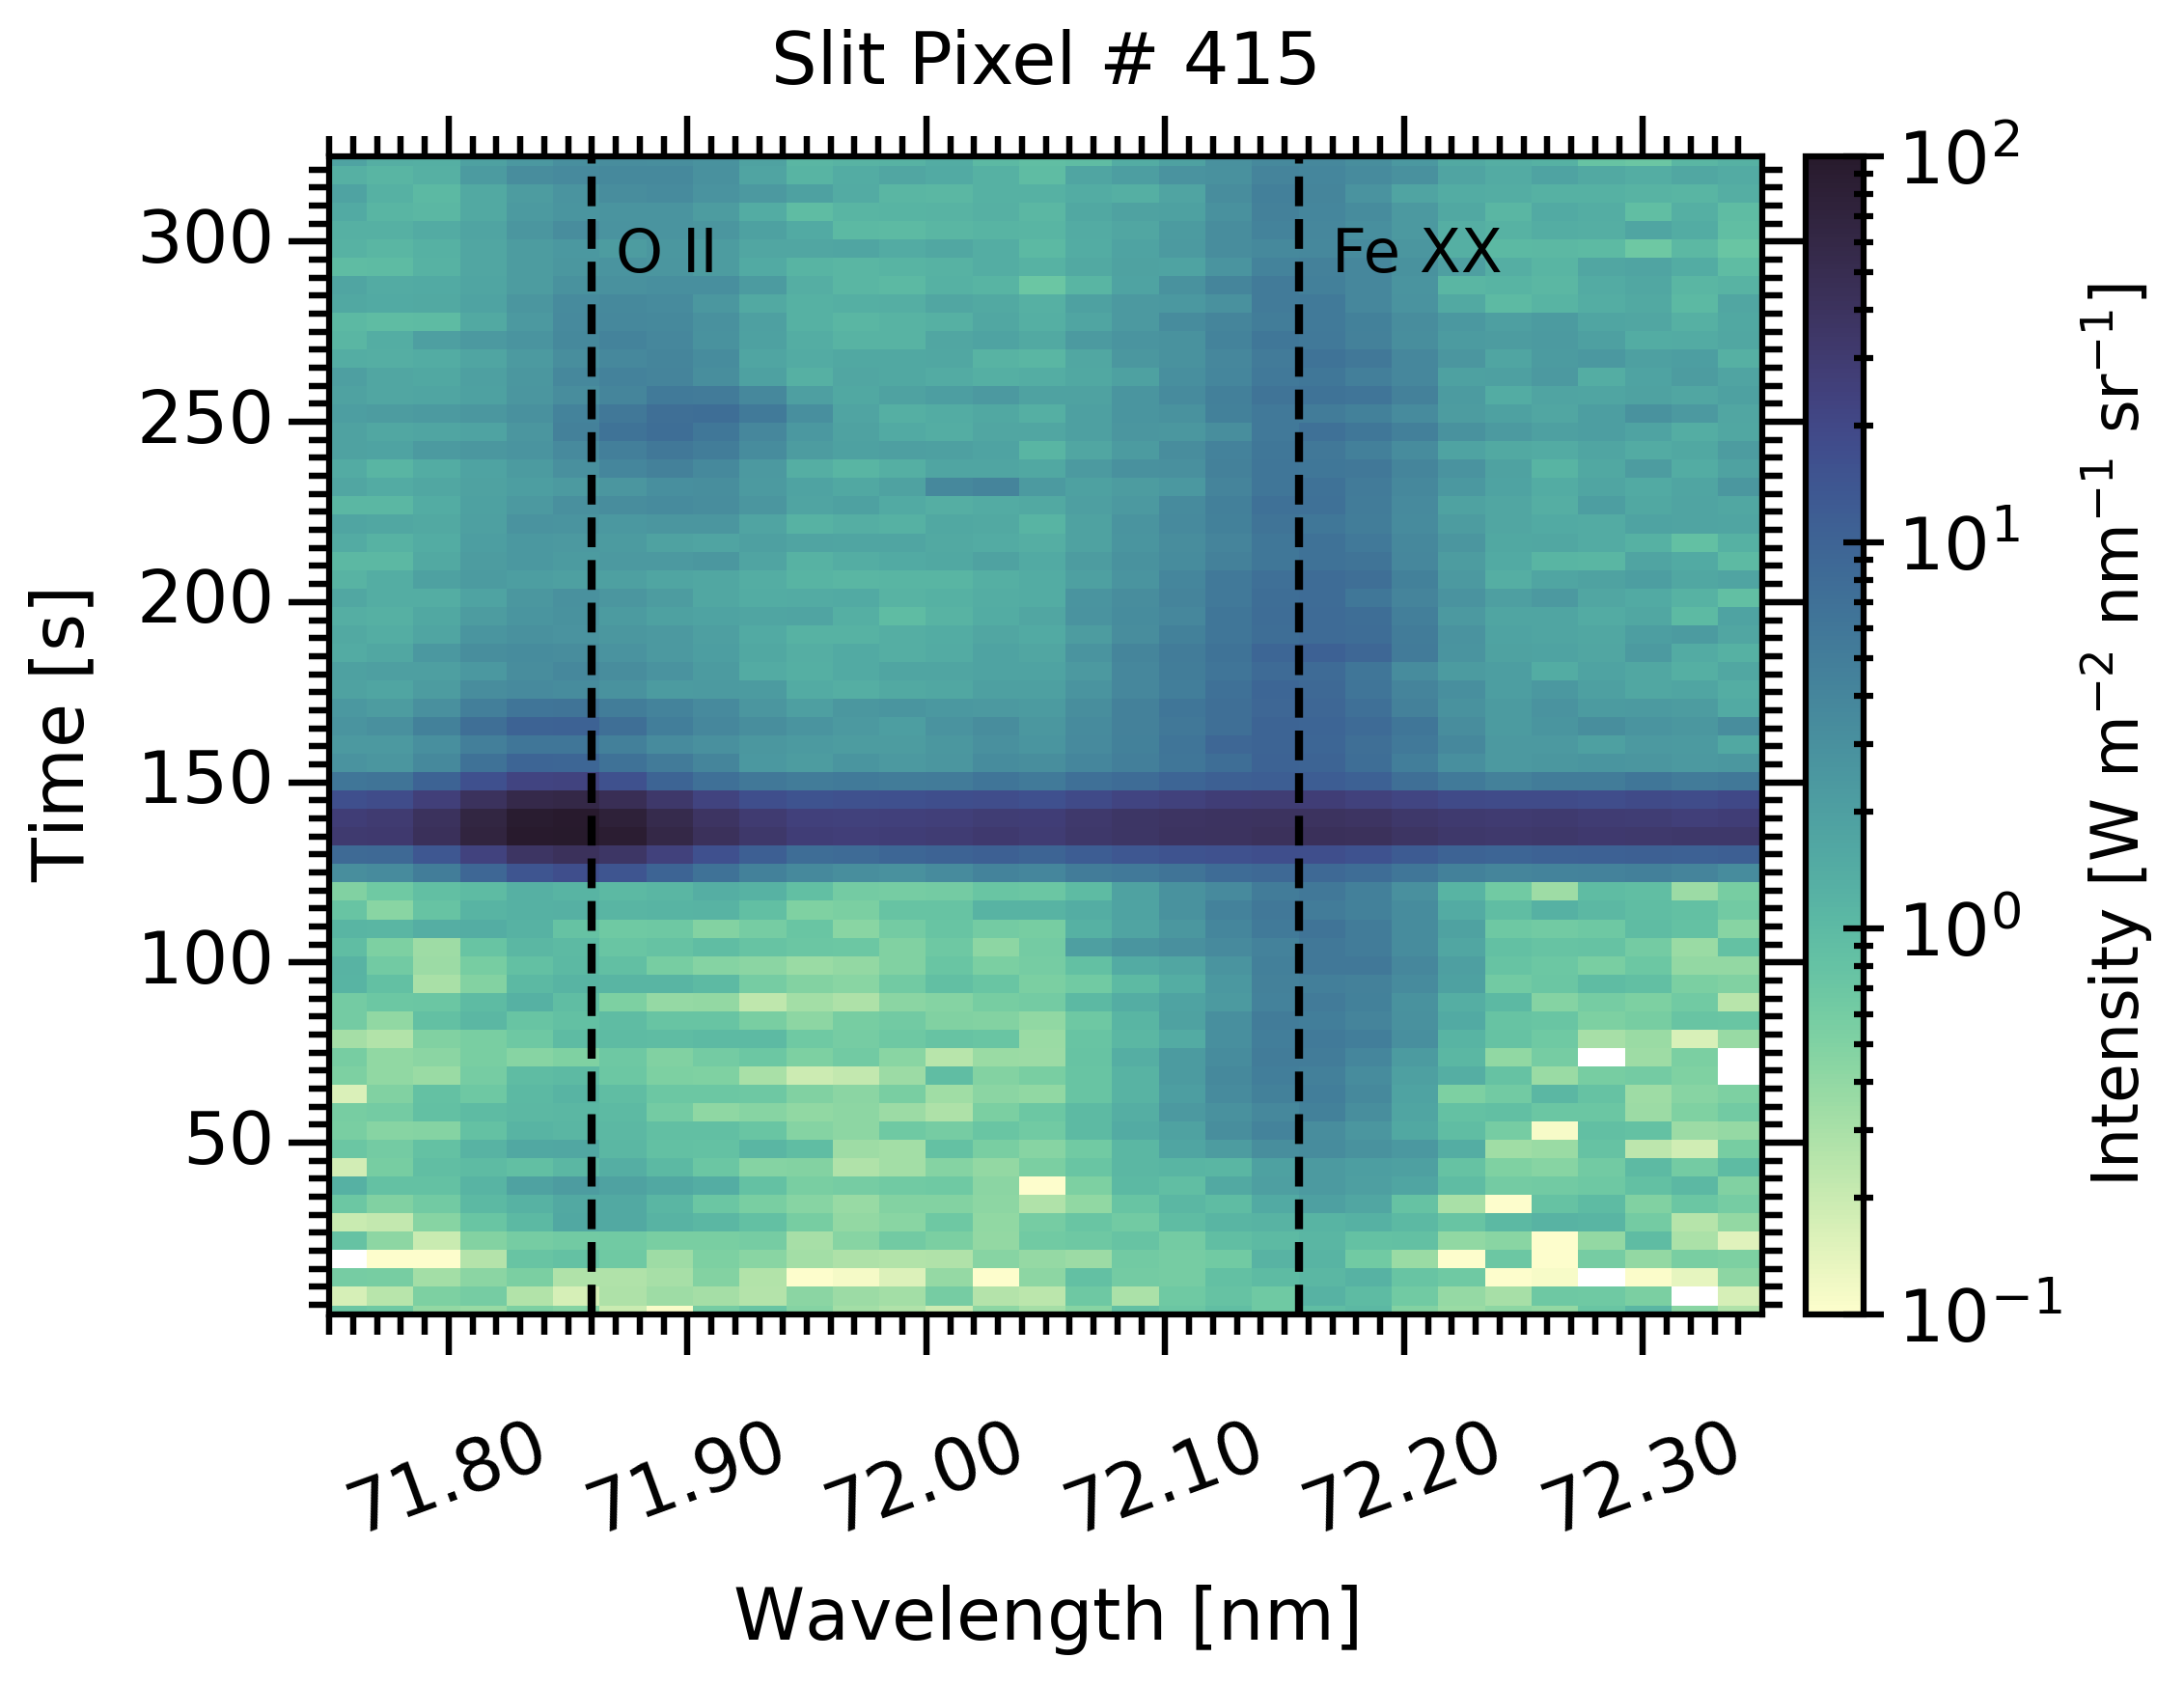 Slit Pixel # 415
O II
Fe XX
300
250
200
150
100
50
Time [s]
71.80
71.90
72.00
72.10
72.20
72.30
Wavelength [nm]
10²
10¹
10⁰
10⁻¹
Intensity [W m⁻² nm⁻¹ sr⁻¹]